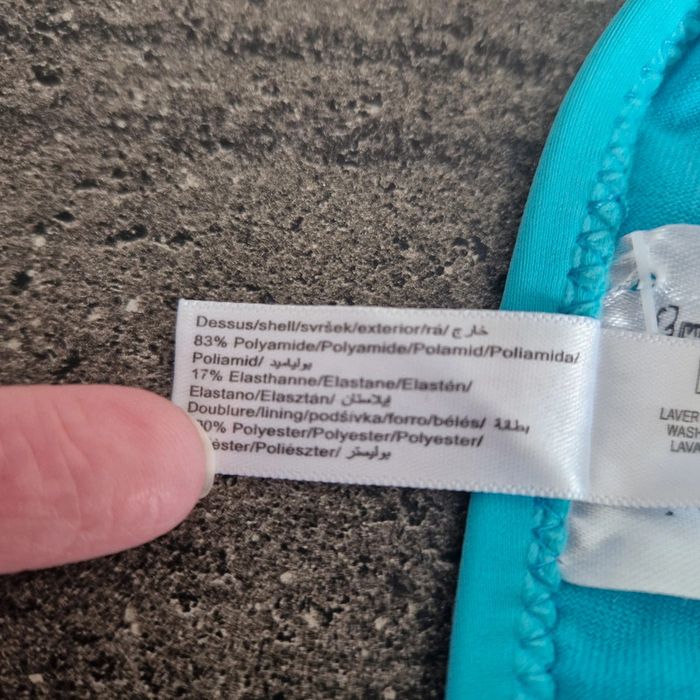 Dessus/shell/svršek/exterior/rá/ خارج
83% Polyamide/Polyamide/Polamid/Poliamida/
Poliamid/ بولياميد
17% Elasthanne/Elastane/Elastén/
Elastano/Elasztán/ إيلاستان
Doublure/lining/podšívka/forro/bélés/ بطانة
Polyester/Polyester/Polyester/
Poliészter/ بوليستر
LAVER
WASH
LAVA